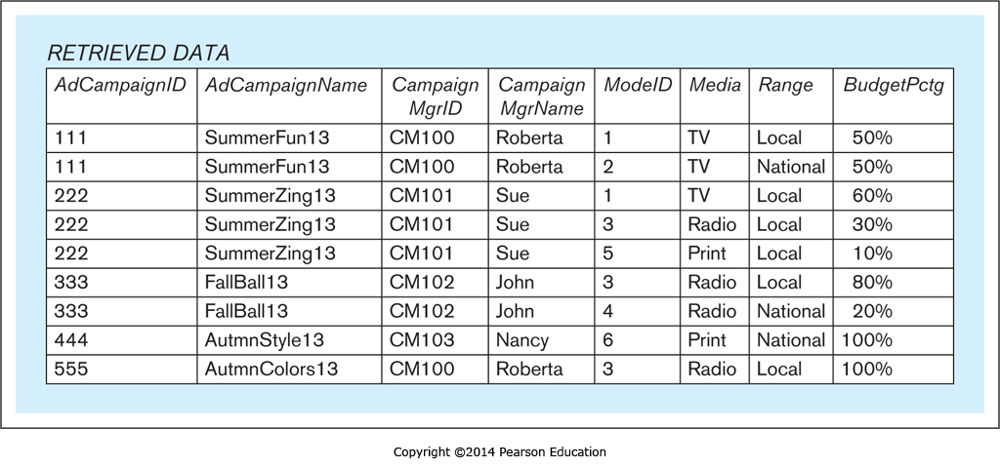 RETRIEVED DATA
AdCampaignID AdCampaignName Campaign Campaign ModeID Media Range BudgetPctg
MgrID MgrName
111 SummerFun13 CM100 Roberta 1 TV Local 50%
111 SummerFun13 CM100 Roberta 2 TV National 50%
222 SummerZing13 CM101 Sue 1 TV Local 60%
222 SummerZing13 CM101 Sue 3 Radio Local 30%
222 SummerZing13 CM101 Sue 5 Print Local 10%
333 FallBall13 CM102 John 3 Radio Local 80%
333 FallBall13 CM102 John 4 Radio National 20%
444 AutmnStyle13 CM103 Nancy 6 Print National 100%
555 AutmnColors13 CM100 Roberta 3 Radio Local 100%
Copyright ©2014 Pearson Education